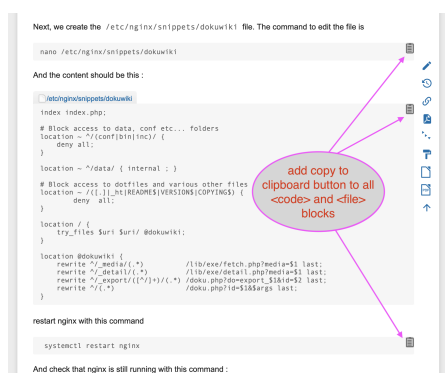 Next, we create the /etc/nginx/snippets/dokuwiki file. The command to edit the file is
nano /etc/nginx/snippets/dokuwiki
And the content should be this :
/etc/nginx/snippets/dokuwiki
index index.php;
# Block access to data, conf etc... folders
location ~ ^/(conf|bin|inc)/ {
deny all;
}
location ~ ^/data/ { internal ; }
# Block access to dotfiles and various other files
location ~ /([.]|_ht|README$|VERSION$|COPYING$) {
deny all;
}
location / {
try_files $uri $uri/ @dokuwiki;
}
location @dokuwiki {
rewrite ^/_media/(.*) /lib/exe/fetch.php?media=$1 last;
rewrite ^/_detail/(.*) /lib/exe/detail.php?media=$1 last;
rewrite ^/_export/([^/]+)/(.*) /doku.php?do=export_$1&id=$2 last;
rewrite ^/(.*) /doku.php?id=$1&$args last;
}
add copy to
clipboard button to all
<code> and <file>
blocks
restart nginx with this command
systemctl restart nginx
And check that nginx is still running with this command :